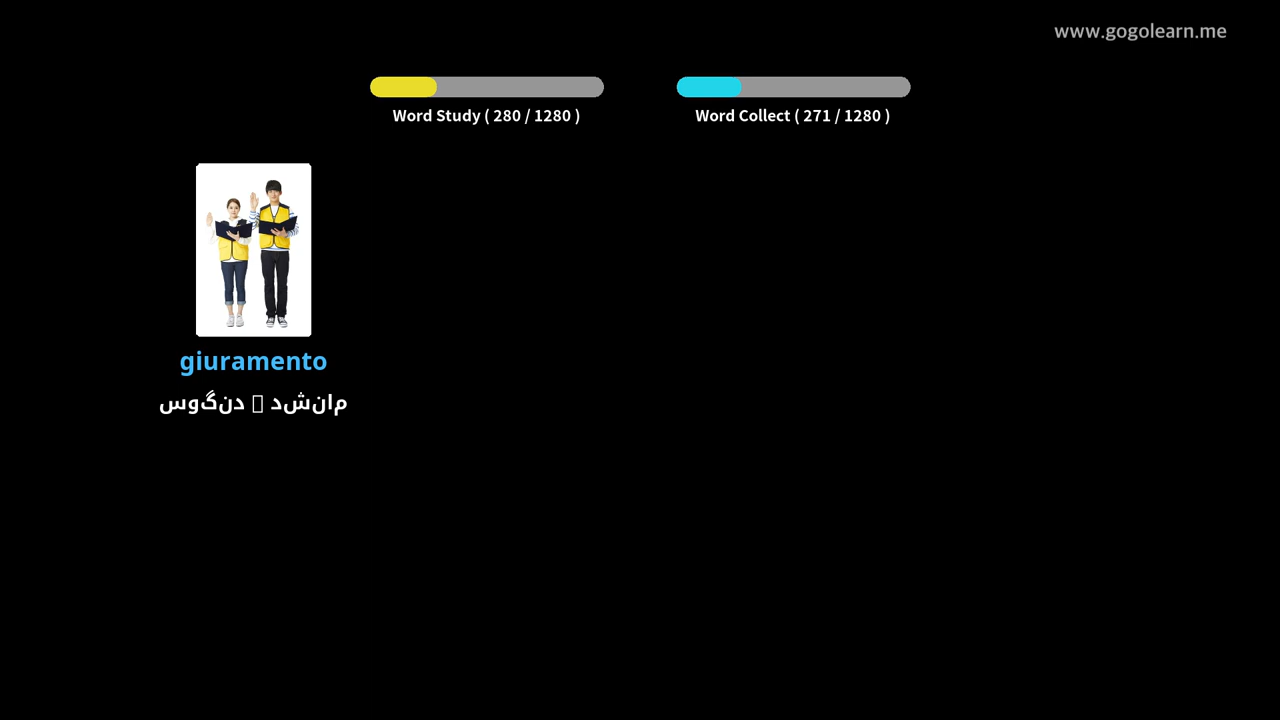 www.gogolearn.me
Word Study ( 280 / 1280 )
Word Collect ( 271 / 1280 )
giuramento
سوگند ▯ دشنام